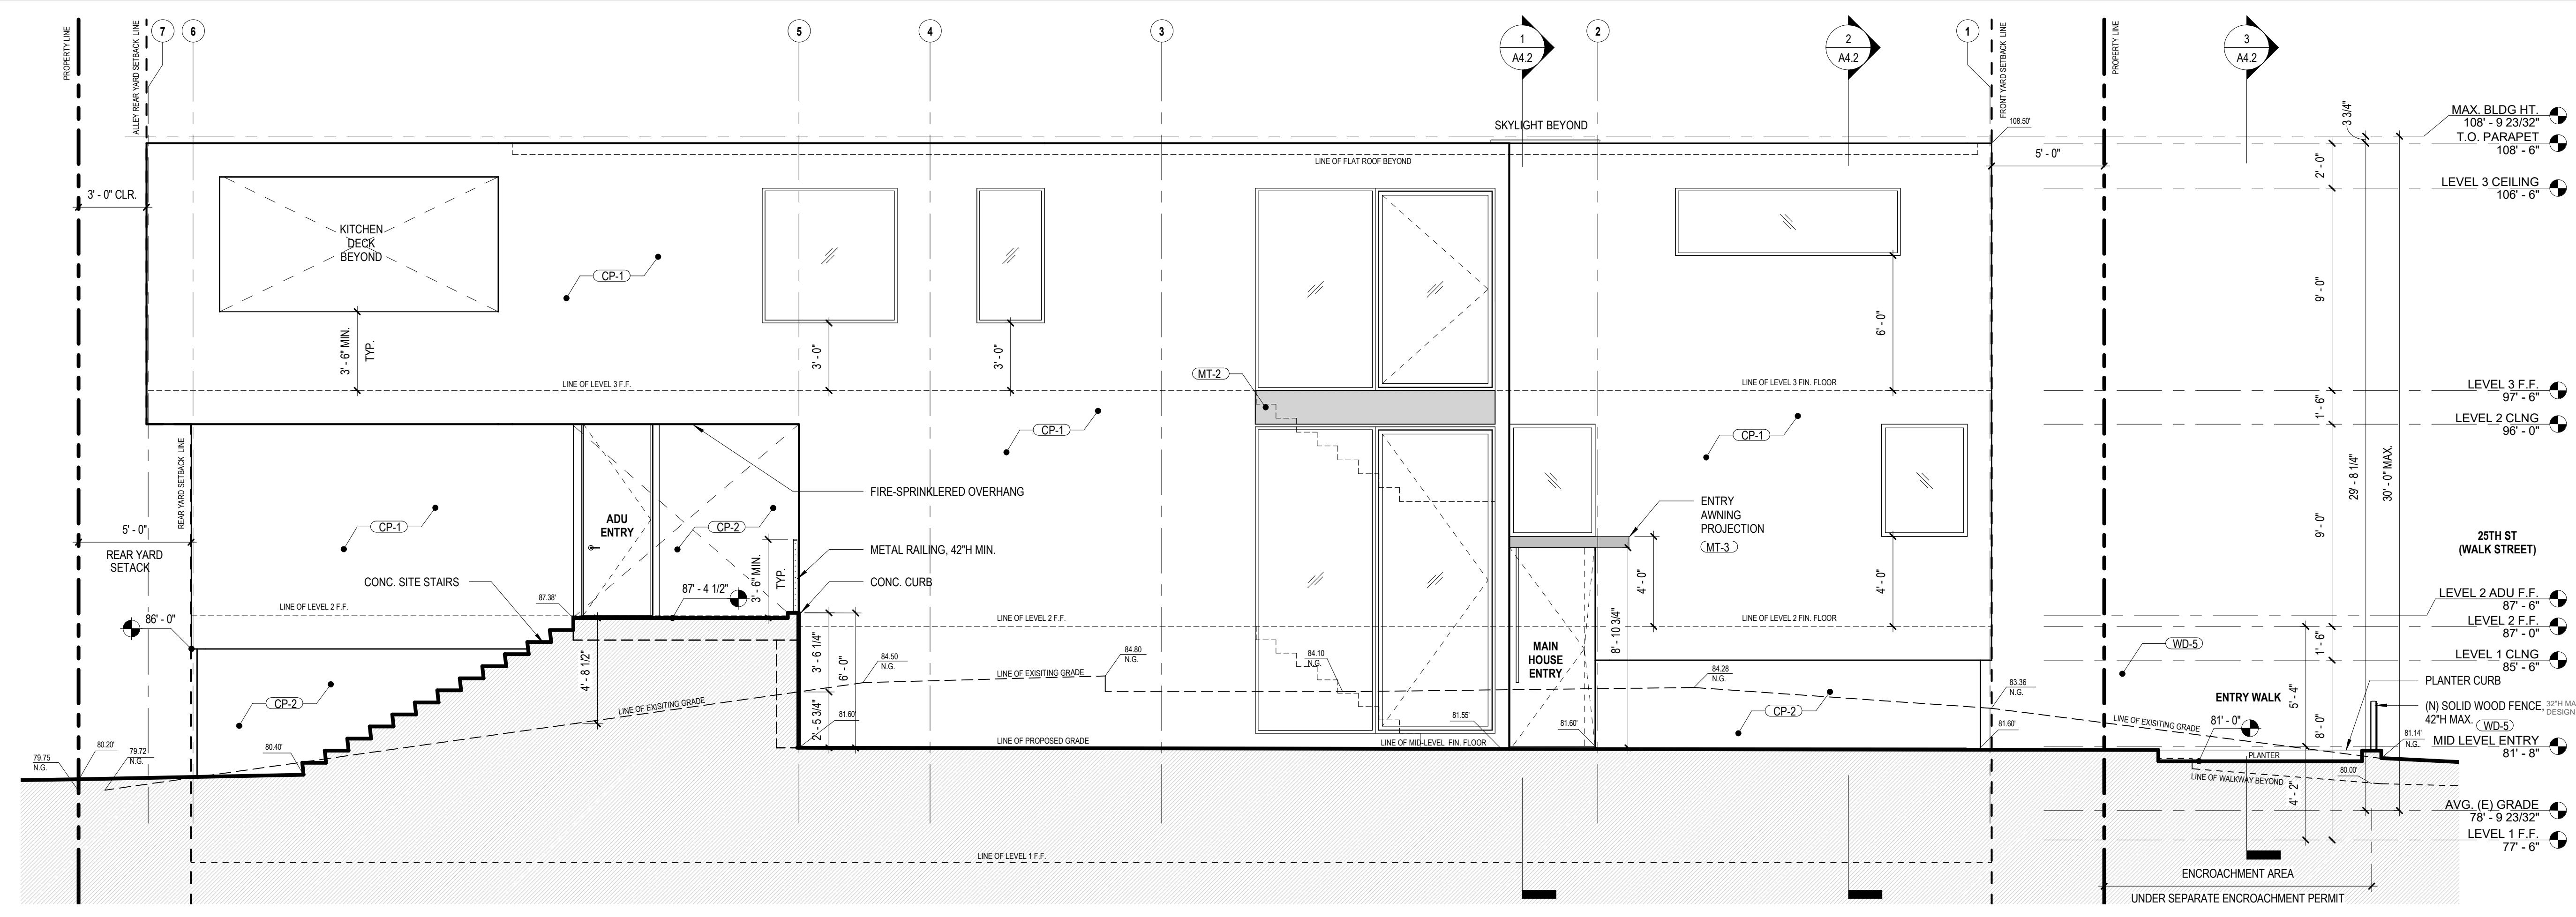 PROPERTY LINE
ALLEY REAR YARD SETBACK LINE
7
6
5
4
3
1
A4.2
2
2
A4.2
1
FRONT YARD SETBACK LINE
PROPERTY LINE
3
A4.2
SKYLIGHT BEYOND
108.50'
3 3/4"
MAX. BLDG HT.
108' - 9 23/32"
T.O. PARAPET
108' - 6"
LINE OF FLAT ROOF BEYOND
5' - 0"
2' - 0"
LEVEL 3 CEILING
106' - 6"
3' - 0" CLR.
KITCHEN
DECK
BEYOND
CP-1
9' - 0"
3' - 6" MIN.
TYP.
3' - 0"
3' - 0"
6' - 0"
MT-2
LINE OF LEVEL 3 F.F.
LINE OF LEVEL 3 FIN. FLOOR
LEVEL 3 F.F.
97' - 6"
1' - 6"
LEVEL 2 CLNG
96' - 0"
CP-1
CP-1
REAR YARD SETBACK LINE
29' - 8 1/4"
30' - 0" MAX.
FIRE-SPRINKLERED OVERHANG
ENTRY
AWNING
PROJECTION
MT-3
5' - 0"
REAR YARD
SETACK
CP-1
ADU
ENTRY
CP-2
9' - 0"
25TH ST
(WALK STREET)
METAL RAILING, 42"H MIN.
CONC. SITE STAIRS
CONC. CURB
3' - 6" MIN.
TYP.
4' - 0"
4' - 0"
87.38'
87' - 4 1/2"
LINE OF LEVEL 2 F.F.
LINE OF LEVEL 2 F.F.
LINE OF LEVEL 2 FIN. FLOOR
LEVEL 2 ADU F.F.
87' - 6"
LEVEL 2 F.F.
87' - 0"
86' - 0"
8' - 10 3/4"
1' - 6"
4' - 8 1/2"
3' - 6 1/4"
6' - 0"
84.50
N.G.
84.80
N.G.
84.10
N.G.
MAIN
HOUSE
ENTRY
84.28
N.G.
WD-5
LEVEL 1 CLNG
85' - 6"
PLANTER CURB
LINE OF EXISITING GRADE
LINE OF EXISITING GRADE
83.36
N.G.
ENTRY WALK
5' - 4"
(N) SOLID WOOD FENCE,
42"H MAX.
WD-5
32"H MA
DESIGN
CP-2
CP-2
2' - 5 3/4"
81.60'
81.55'
81.60'
81.60'
LINE OF EXISITING GRADE
81' - 0"
8' - 0"
81.14'
N.G.
MID LEVEL ENTRY
81' - 8"
LINE OF PROPOSED GRADE
LINE OF MID-LEVEL FIN. FLOOR
79.75
N.G.
80.20'
79.72
N.G.
80.40'
PLANTER
LINE OF WALKWAY BEYOND
80.00'
4' - 2"
AVG. (E) GRADE
78' - 9 23/32"
LEVEL 1 F.F.
77' - 6"
LINE OF LEVEL 1 F.F.
ENCROACHMENT AREA
UNDER SEPARATE ENCROACHMENT PERMIT